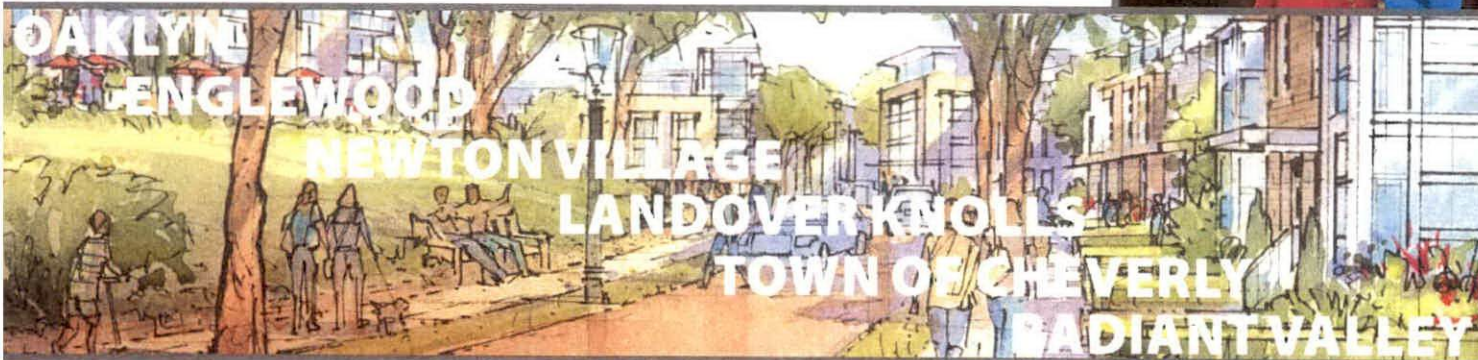 OAKLYN
ENGLEWOOD
NEWTON VILLAGE
LANDOVER KNOLLS
TOWN OF CHEVERLY
RADIANT VALLEY